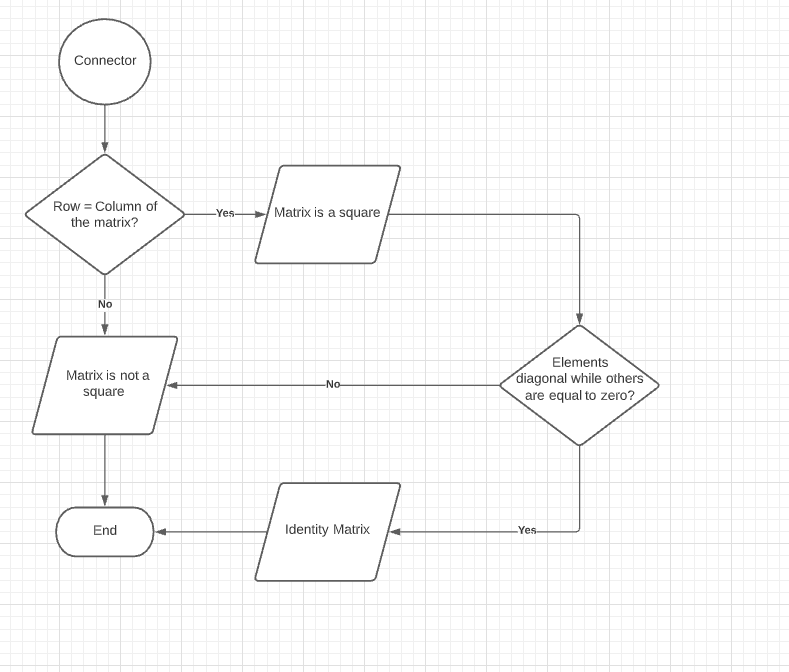 Connector
Row = Column of
the matrix?
Yes
Matrix is a square
No
Matrix is not a
square
No
Elements
diagonal while others
are equal to zero?
End
Identity Matrix
Yes